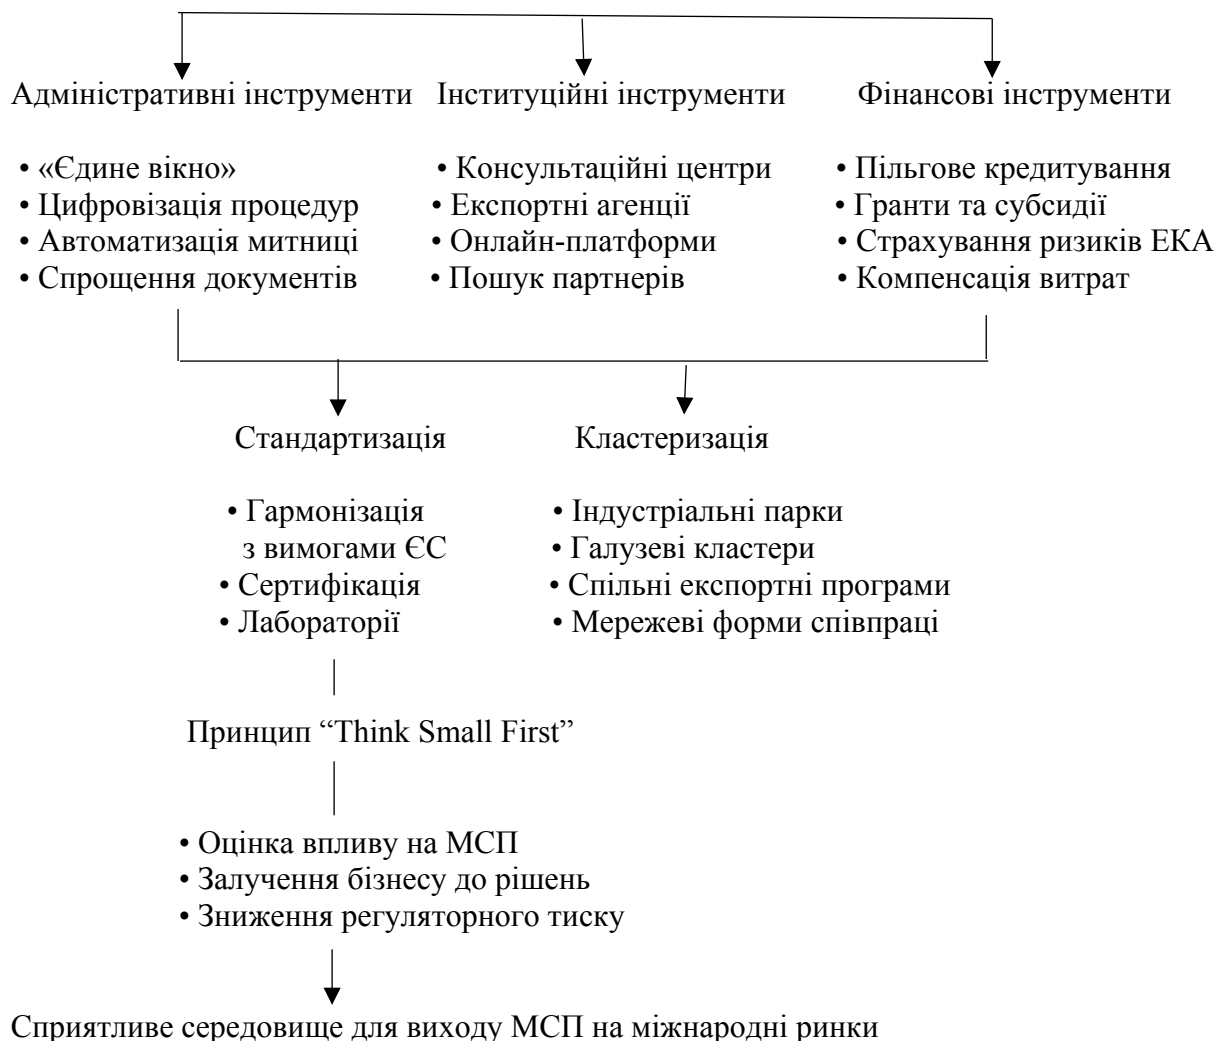 Адміністративні інструменти
Інституційні інструменти
Фінансові інструменти
• «Єдине вікно»
• Цифровізація процедур
• Автоматизація митниці
• Спрощення документів
• Консультаційні центри
• Експортні агенції
• Онлайн-платформи
• Пошук партнерів
• Пільгове кредитування
• Гранти та субсидії
• Страхування ризиків ЕКА
• Компенсація витрат
Стандартизація
• Гармонізація
з вимогами ЄС
• Сертифікація
• Лабораторії
Кластеризація
• Індустріальні парки
• Галузеві кластери
• Спільні експортні програми
• Мережеві форми співпраці
Принцип “Think Small First”
• Оцінка впливу на МСП
• Залучення бізнесу до рішень
• Зниження регуляторного тиску
Сприятливе середовище для виходу МСП на міжнародні ринки